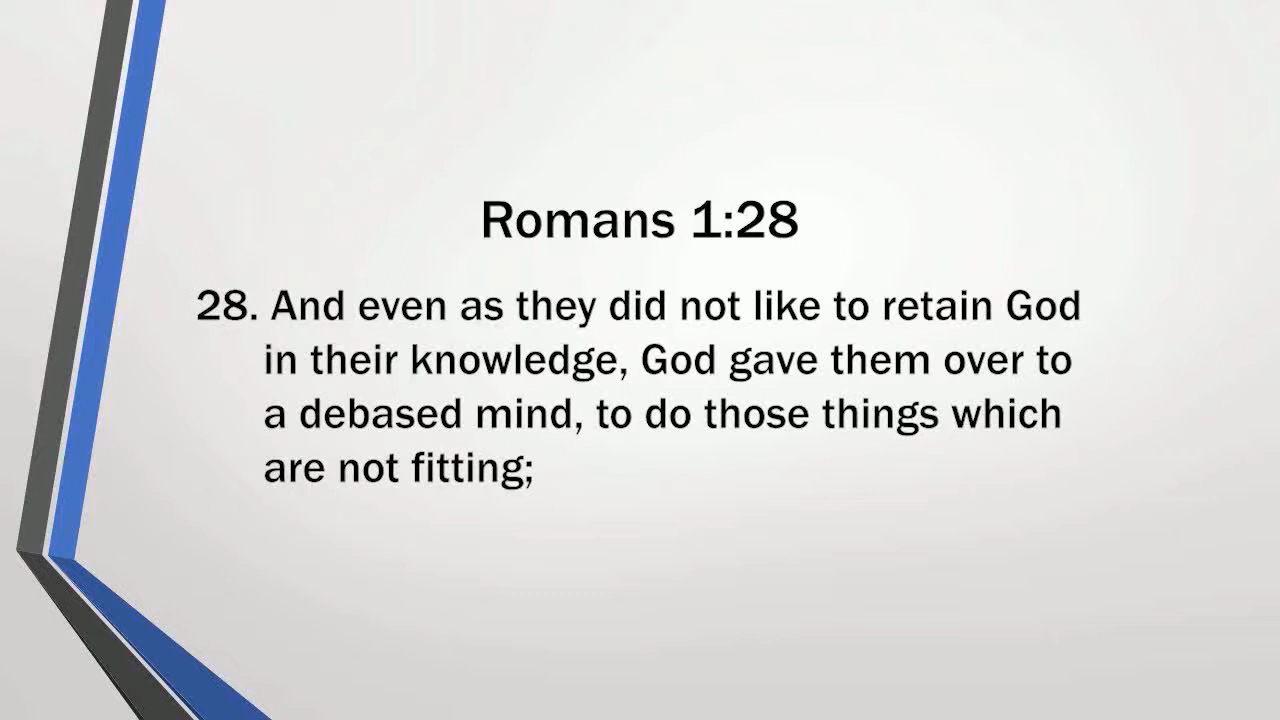 Romans 1:28
28. And even as they did not like to retain God
in their knowledge, God gave them over to
a debased mind, to do those things which
are not fitting;